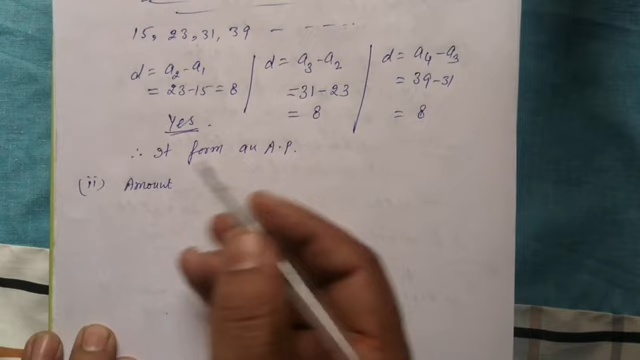 15, 23, 31, 39 - - - - - - -
d = a₂-a₁
= 23-15 = 8
d = a₃-a₂
= 31-23
= 8
d = a₄-a₃
= 39-31
= 8
Yes.
∴ It form an A.P.
(ii) Amount